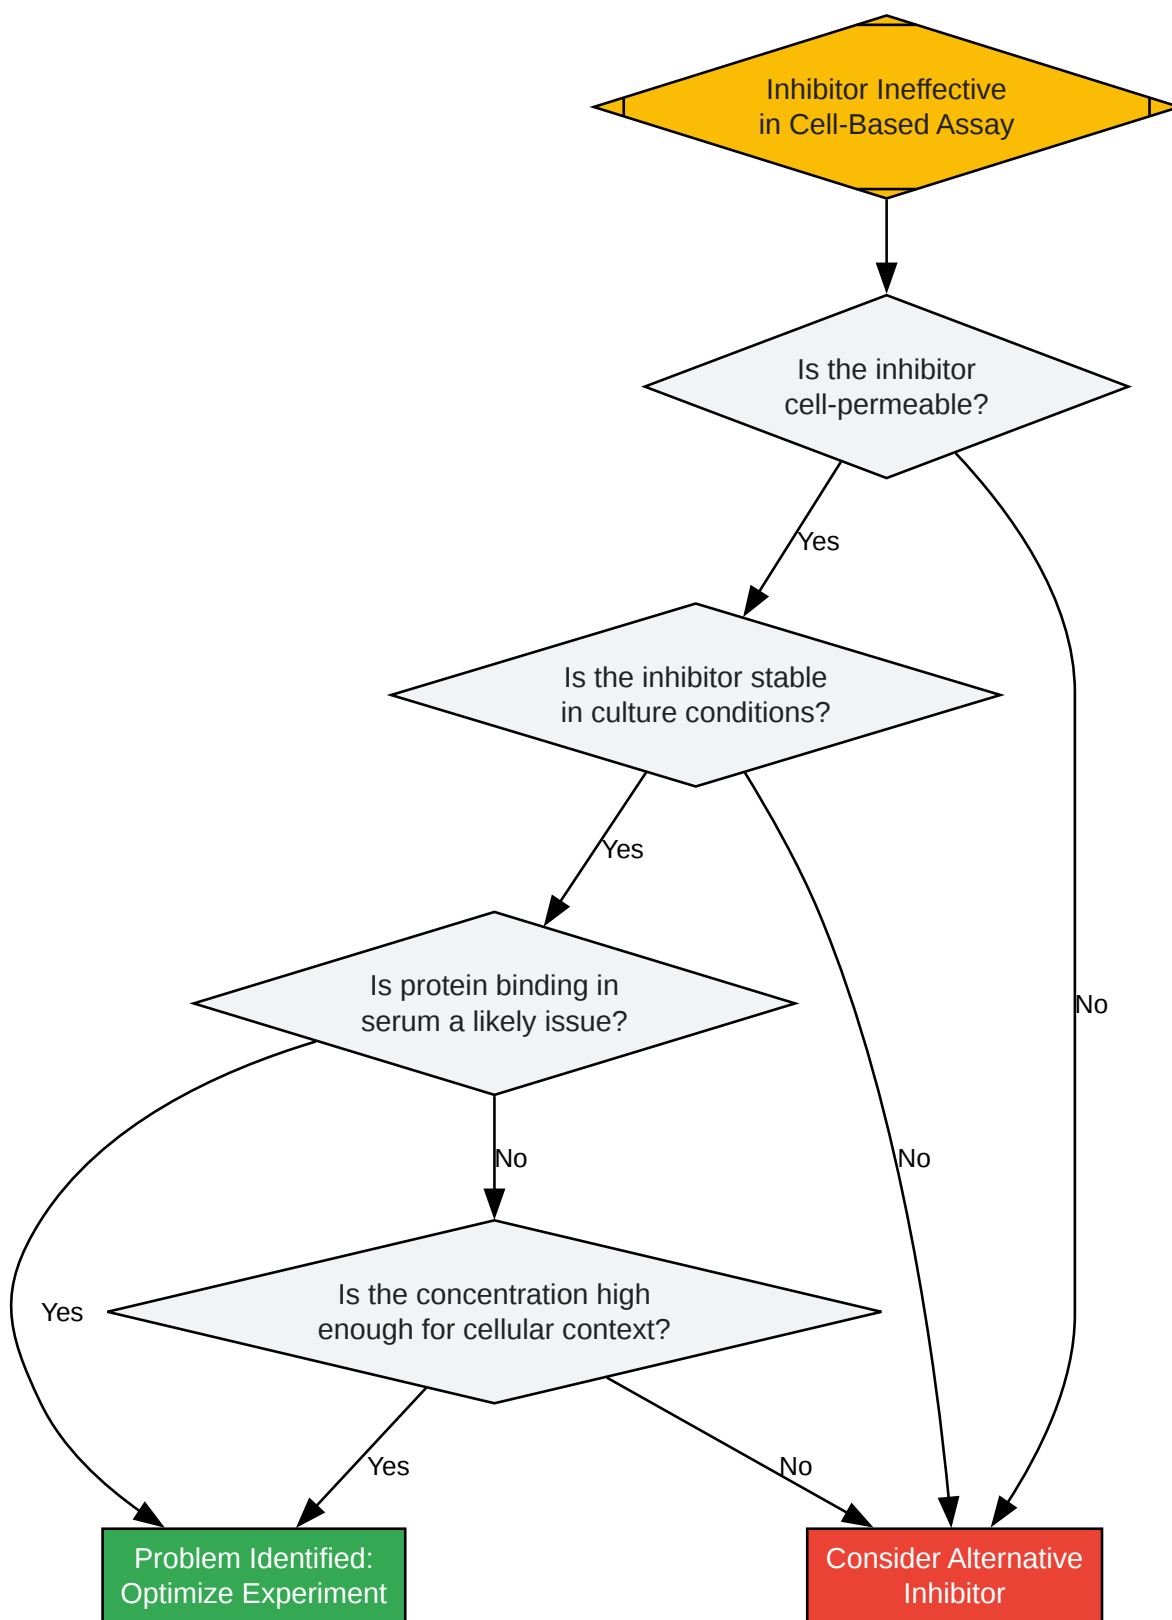 Inhibitor Ineffective
in Cell-Based Assay
Is the inhibitor
cell-permeable?
Yes
Is the inhibitor stable
in culture conditions?
Yes
Is protein binding in
serum a likely issue?
No
No
No
Yes
Is the concentration high
enough for cellular context?
Yes
No
Problem Identified:
Optimize Experiment
Consider Alternative
Inhibitor